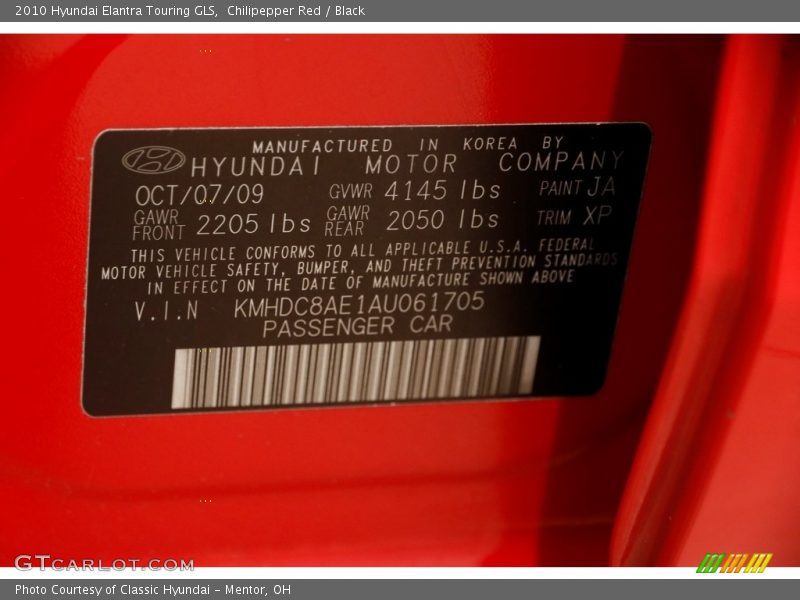 2010 Hyundai Elantra Touring GLS, Chilipepper Red / Black
MANUFACTURED IN KOREA BY
HYUNDAI MOTOR COMPANY
OCT/07/09 GVWR 4145 lbs PAINT JA
GAWR FRONT 2205 lbs GAWR REAR 2050 lbs TRIM XP
THIS VEHICLE CONFORMS TO ALL APPLICABLE U.S.A. FEDERAL
MOTOR VEHICLE SAFETY, BUMPER, AND THEFT PREVENTION STANDARDS
IN EFFECT ON THE DATE OF MANUFACTURE SHOWN ABOVE
V.I.N KMHDC8AE1AU061705
PASSENGER CAR
GTCARLOT.COM
Photo Courtesy of Classic Hyundai - Mentor, OH